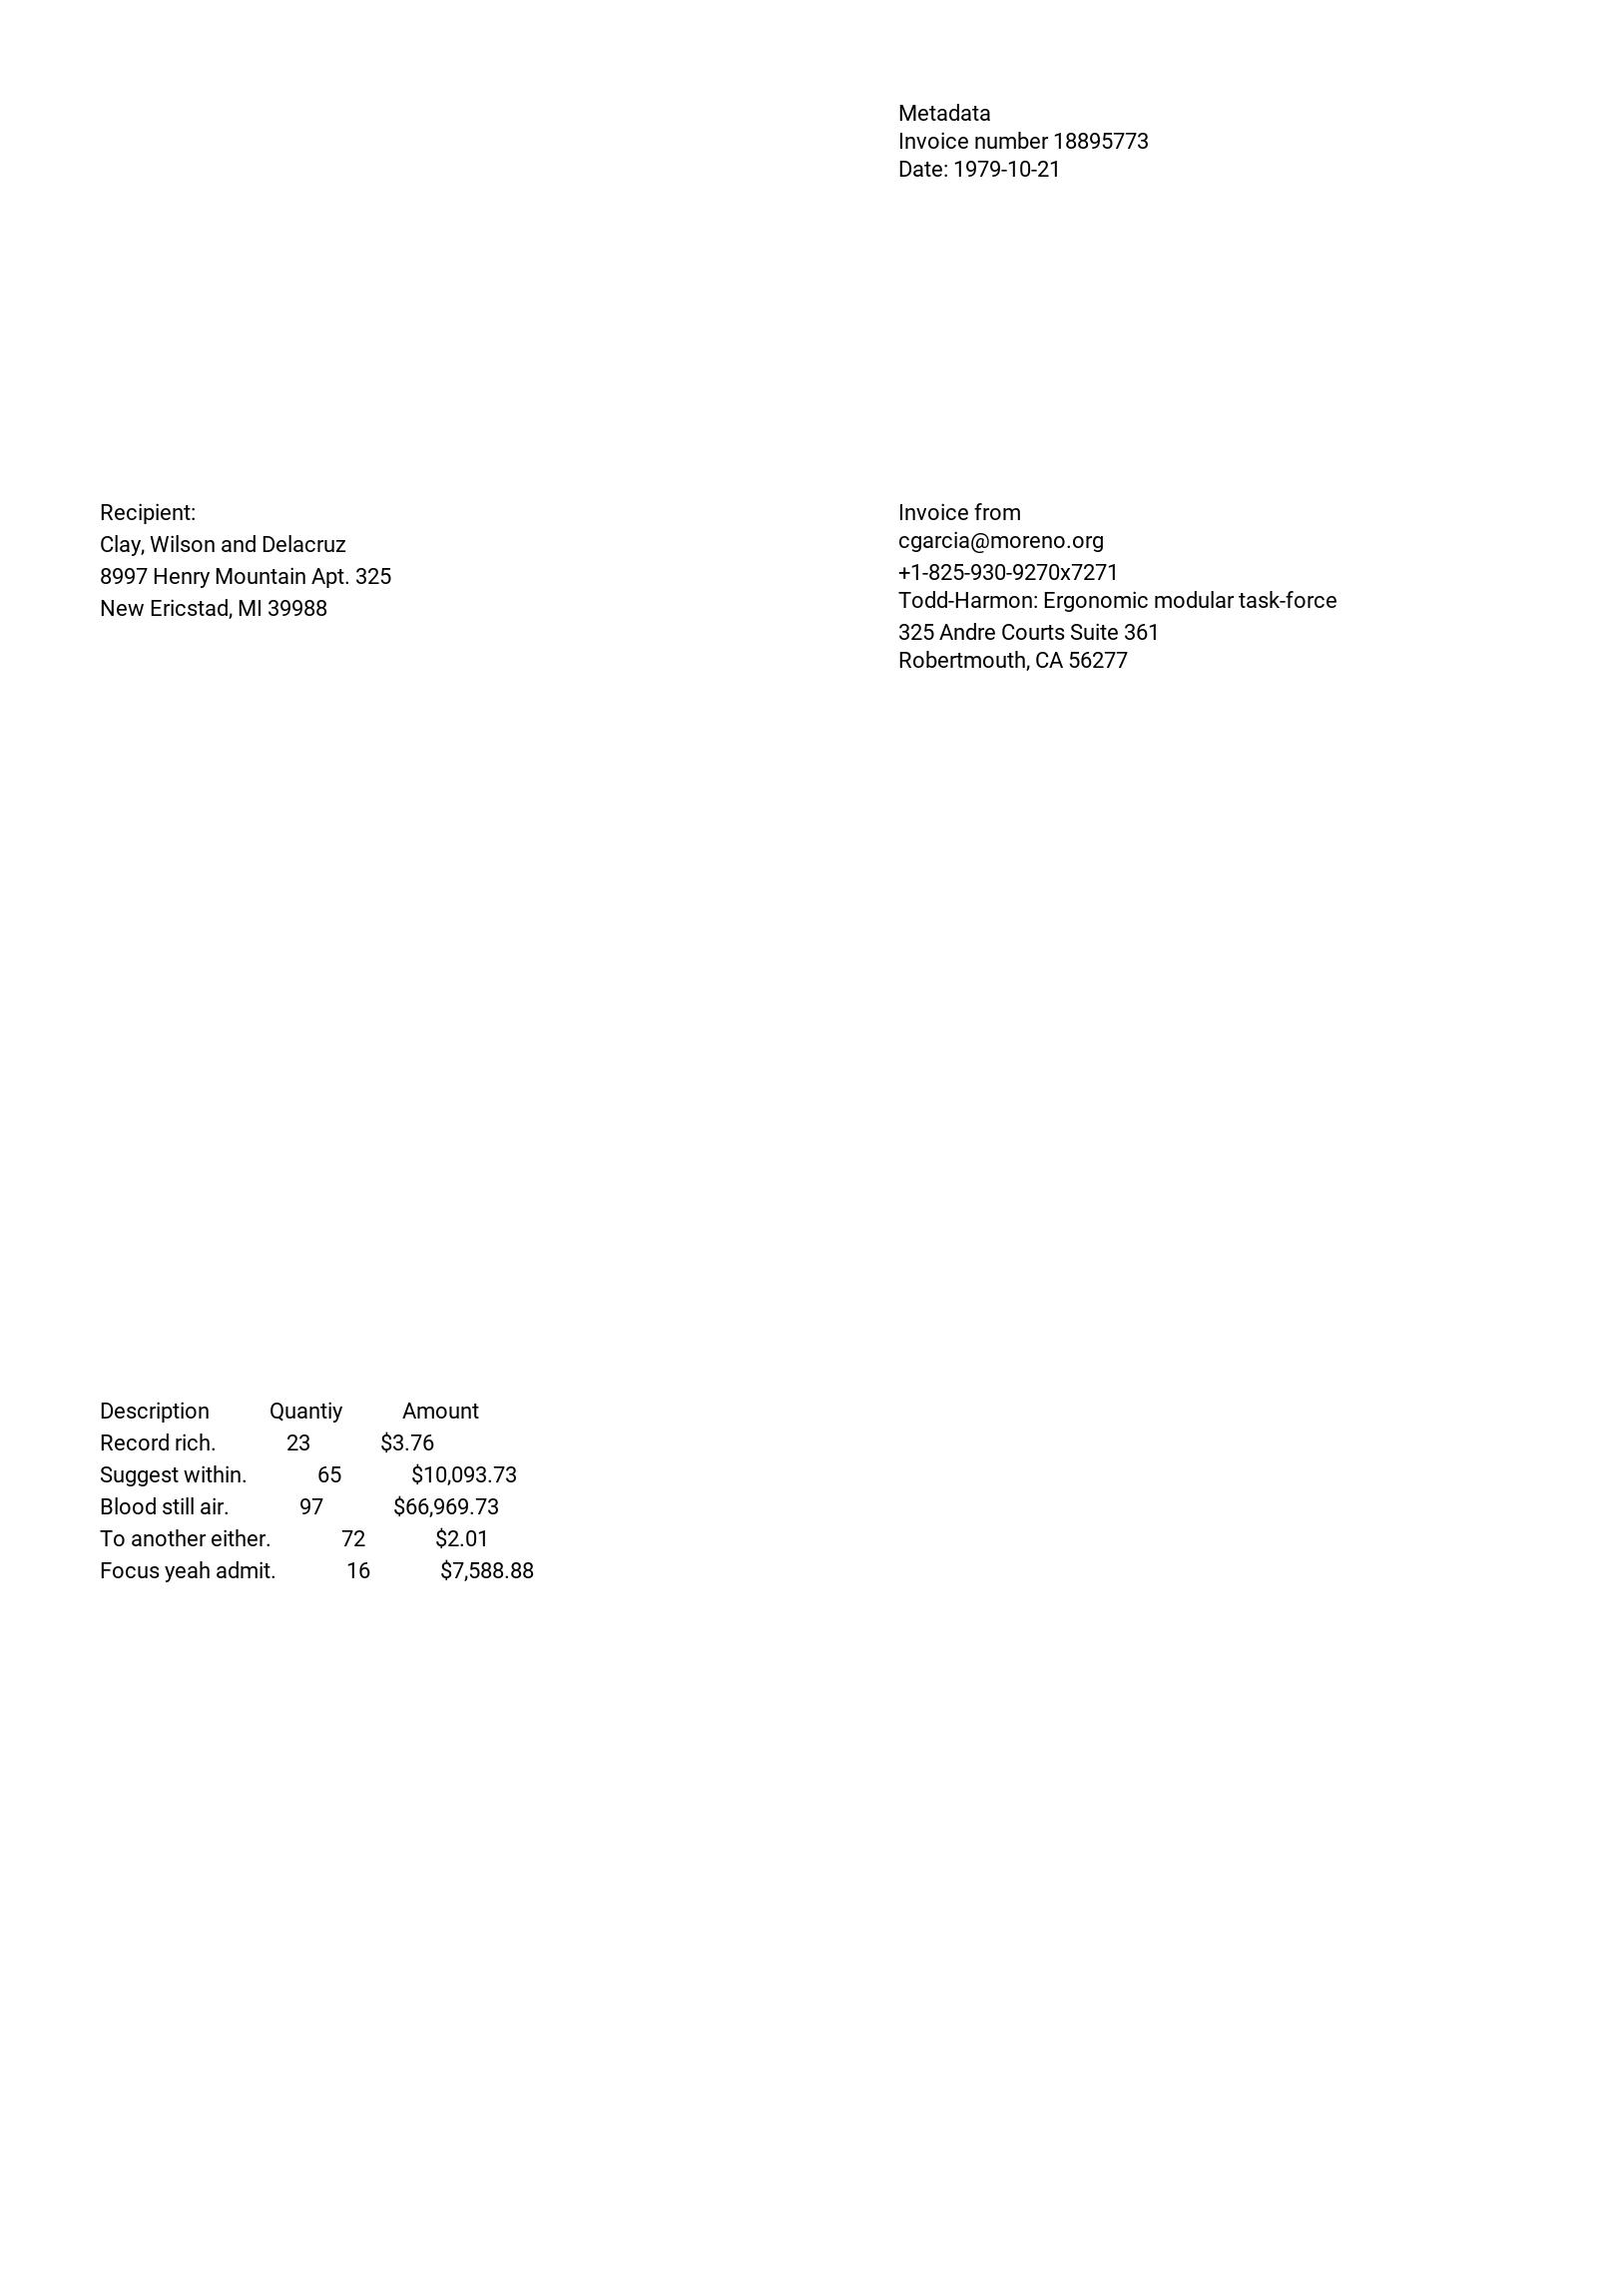 Metadata
Invoice number 18895773
Date: 1979-10-21
Recipient:
Clay, Wilson and Delacruz
8997 Henry Mountain Apt. 325
New Ericstad, MI 39988
Invoice from
cgarcia@moreno.org
+1-825-930-9270x7271
Todd-Harmon: Ergonomic modular task-force
325 Andre Courts Suite 361
Robertmouth, CA 56277
Description Quantiy Amount
Record rich. 23 $3.76
Suggest within. 65 $10,093.73
Blood still air. 97 $66,969.73
To another either. 72 $2.01
Focus yeah admit. 16 $7,588.88